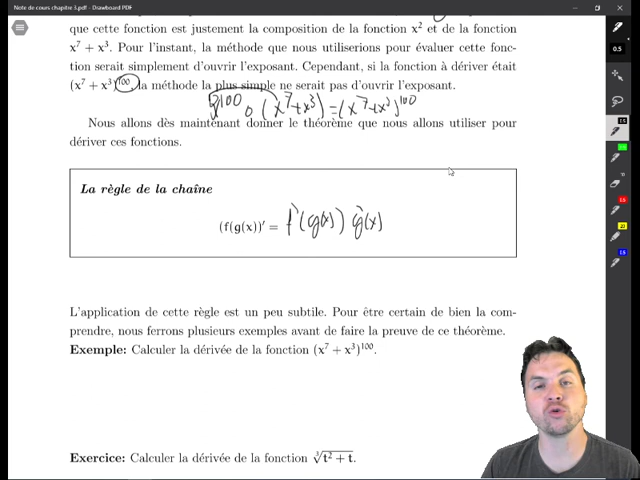 Note de cours chapitre 3.pdf - Drawboard PDF
que cette fonction est justement la composition de la fonction x² et de la fonction
x⁷ + x³. Pour l'instant, la méthode que nous utiliserions pour évaluer cette fonc-
tion serait simplement d'ouvrir l'exposant. Cependant, si la fonction à dériver était
(x⁷ + x³)¹⁰⁰, la méthode la plus simple ne serait pas d'ouvrir l'exposant.
x¹⁰⁰ o (x⁷+x³) = (x⁷+x³)¹⁰⁰
Nous allons dès maintenant donner le théorème que nous allons utiliser pour
dériver ces fonctions.
La règle de la chaîne
(f(g(x))′ = f'(g(x)) g'(x)
L'application de cette règle est un peu subtile. Pour être certain de bien la com-
prendre, nous ferrons plusieurs exemples avant de faire la preuve de ce théorème.
Exemple: Calculer la dérivée de la fonction (x⁷ + x³)¹⁰⁰.
Exercice: Calculer la dérivée de la fonction ∛(t² + t).
0.5